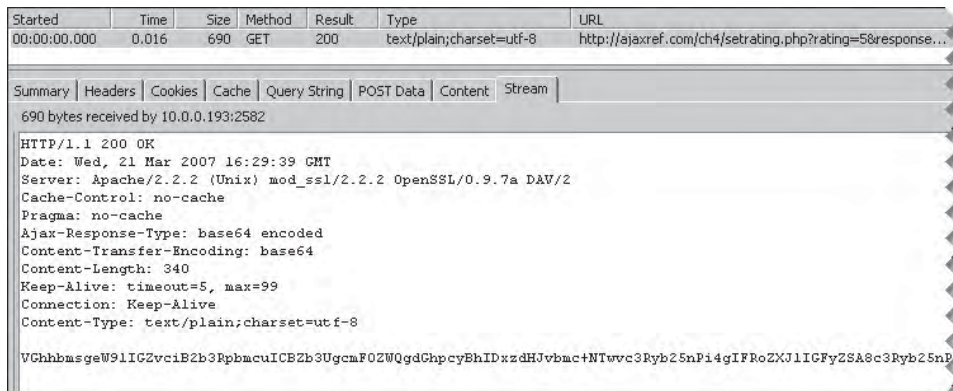 Started Time Size Method Result Type URL
00:00:00.000 0.016 690 GET 200 text/plain;charset=utf-8 http://ajaxref.com/ch4/setrating.php?rating=5&response...
Summary Headers Cookies Cache Query String POST Data Content Stream
690 bytes received by 10.0.0.193:2582
HTTP/1.1 200 OK
Date: Wed, 21 Mar 2007 16:29:39 GMT
Server: Apache/2.2.2 (Unix) mod_ssl/2.2.2 OpenSSL/0.9.7a DAV/2
Cache-Control: no-cache
Pragma: no-cache
Ajax-Response-Type: base64 encoded
Content-Transfer-Encoding: base64
Content-Length: 340
Keep-Alive: timeout=5, max=99
Connection: Keep-Alive
Content-Type: text/plain;charset=utf-8
VGhhbmsgeW91IGZvciB2b3RpbmcuICBZb3UgcmF0ZWQgdGhpcyBhIDxzdHJvbmc+NTwvc3Ryb25nPi4gIFRoZXJlIGFyZSA8c3Ryb25nP